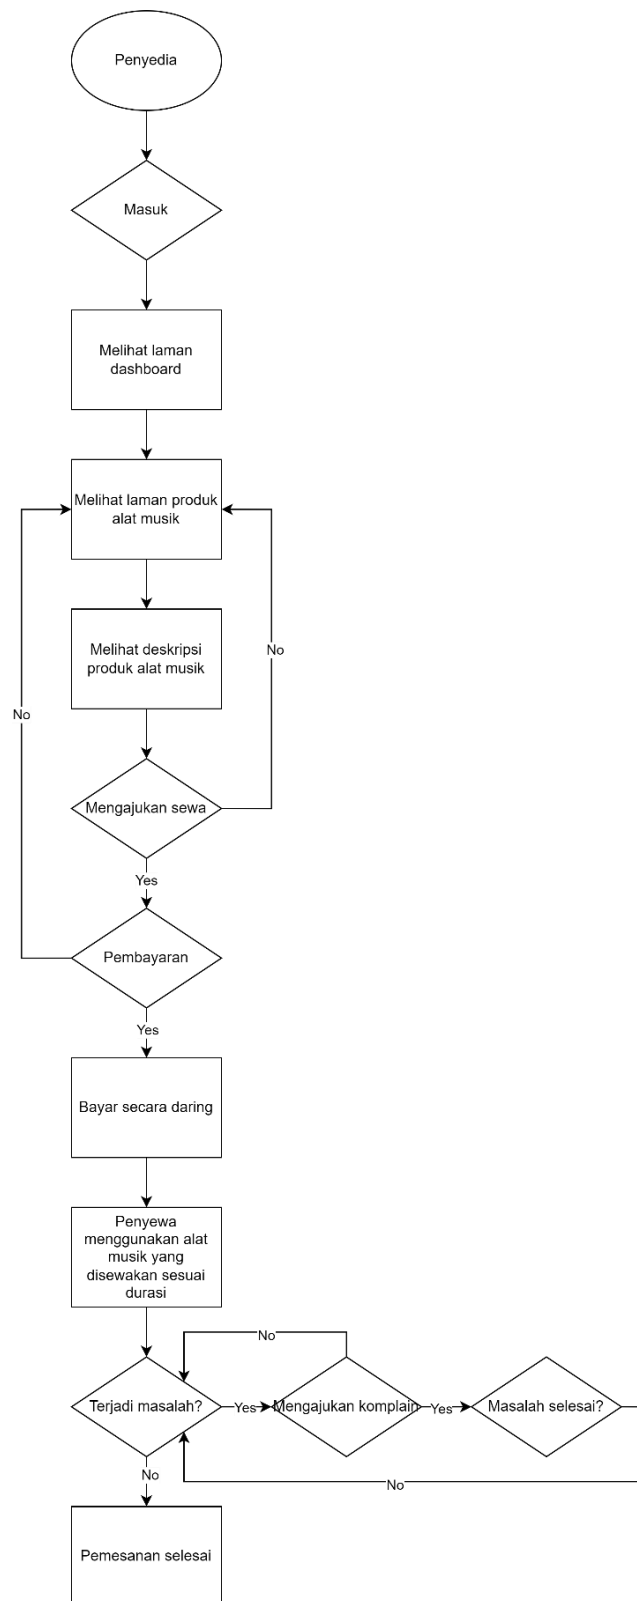 Penyedia
Masuk
Melihat laman
dashboard
Melihat laman produk
alat musik
Melihat deskripsi
produk alat musik
No
No
Mengajukan sewa
Yes
Pembayaran
Yes
Bayar secara daring
Penyewa
menggunakan alat
musik yang
disewakan sesuai
durasi
No
Terjadi masalah?
Yes
Mengajukan komplain
Yes
Masalah selesai?
No
No
Pemesanan selesai